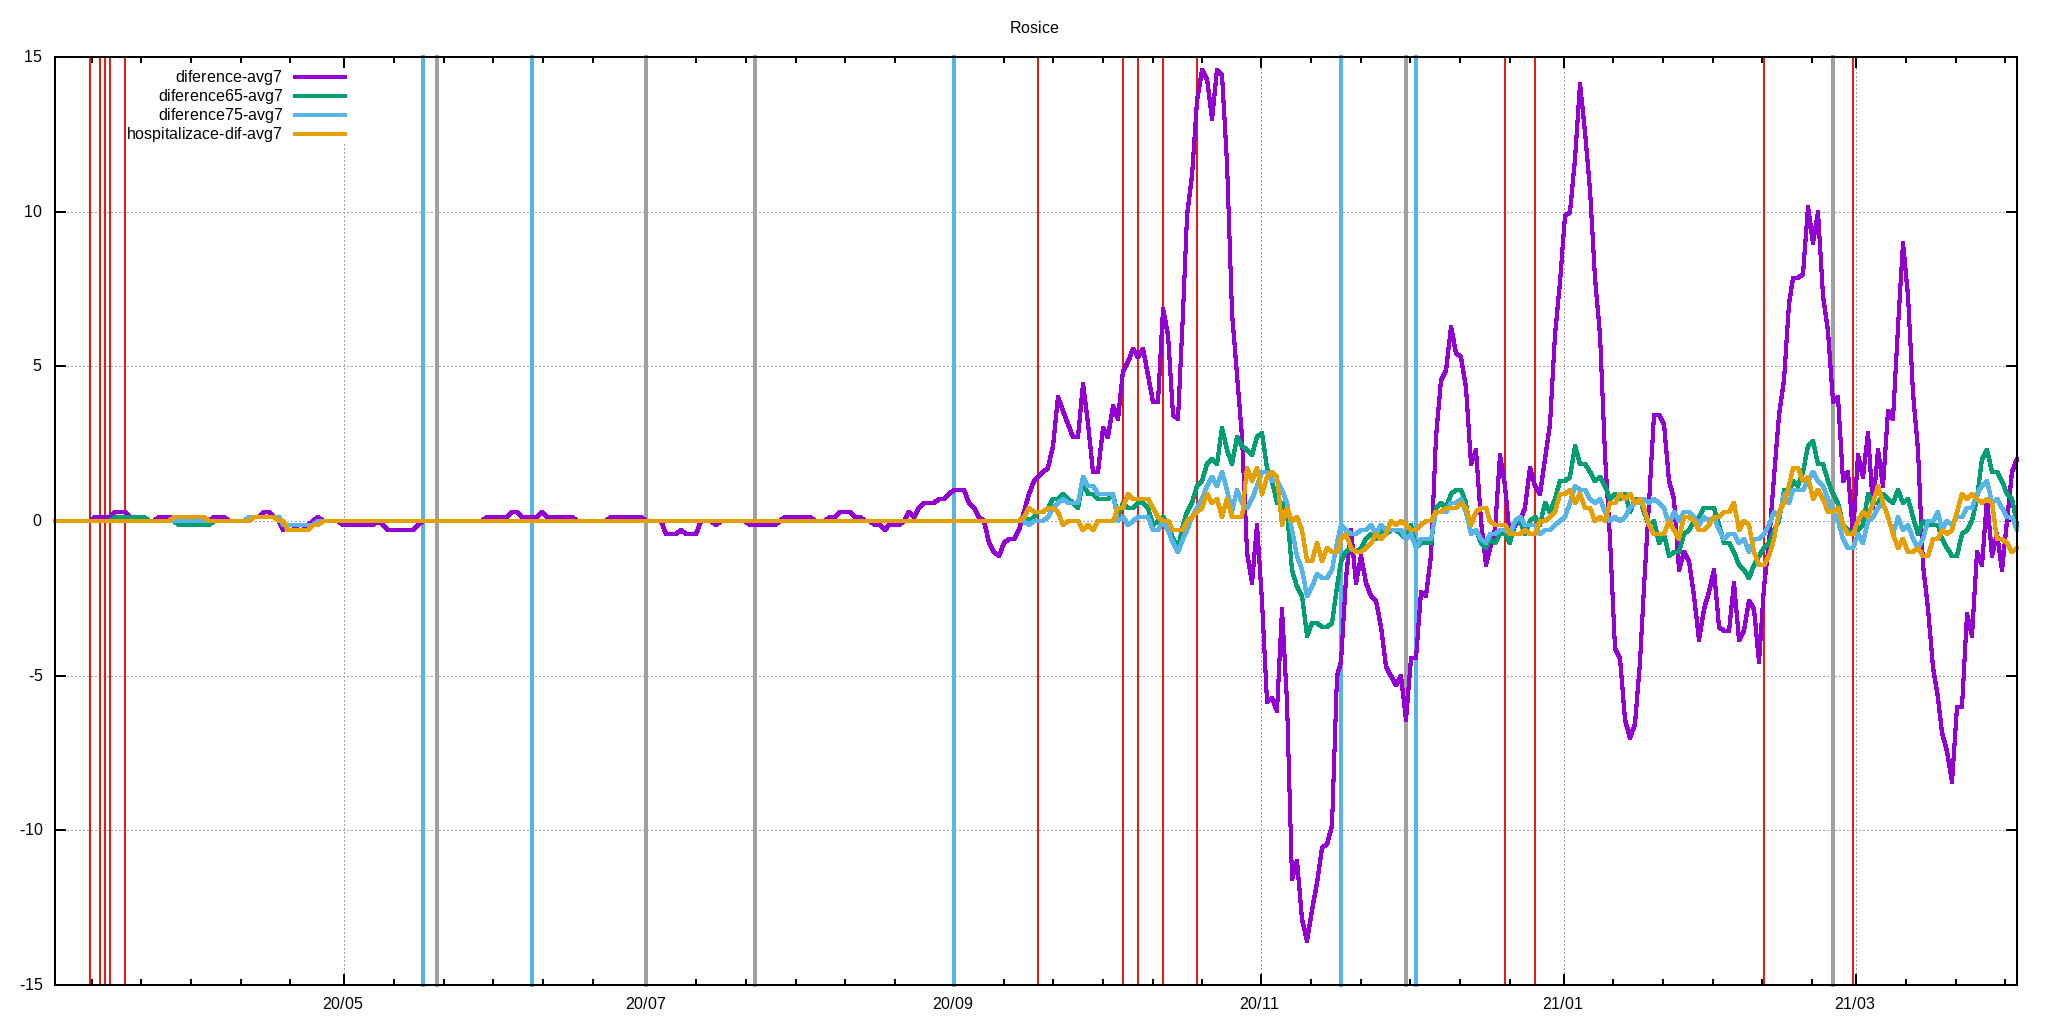 Rosice
15
diference-avg7
diference65-avg7
diference75-avg7
hospitalizace-dif-avg7
10
5
0
-5
-10
-15
20/05
20/07
20/09
20/11
21/01
21/03